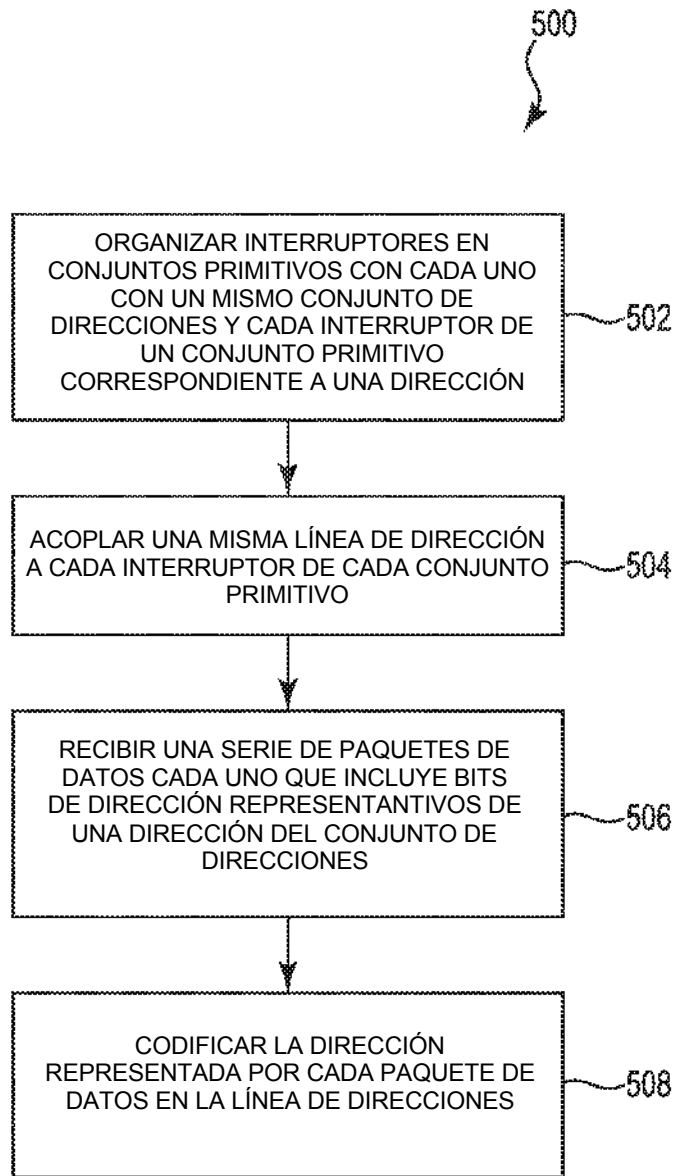 500
ORGANIZAR INTERRUPTORES EN
CONJUNTOS PRIMITIVOS CON CADA UNO
CON UN MISMO CONJUNTO DE
DIRECCIONES Y CADA INTERRUPTOR DE
UN CONJUNTO PRIMITIVO
CORRESPONDIENTE A UNA DIRECCIÓN
502
ACOPLAR UNA MISMA LÍNEA DE DIRECCIÓN
A CADA INTERRUPTOR DE CADA CONJUNTO
PRIMITIVO
504
RECIBIR UNA SERIE DE PAQUETES DE
DATOS CADA UNO QUE INCLUYE BITS
DE DIRECCIÓN REPRESENTANTIVOS DE
UNA DIRECCIÓN DEL CONJUNTO DE
DIRECCIONES
506
CODIFICAR LA DIRECCIÓN
REPRESENTADA POR CADA PAQUETE DE
DATOS EN LA LÍNEA DE DIRECCIONES
508